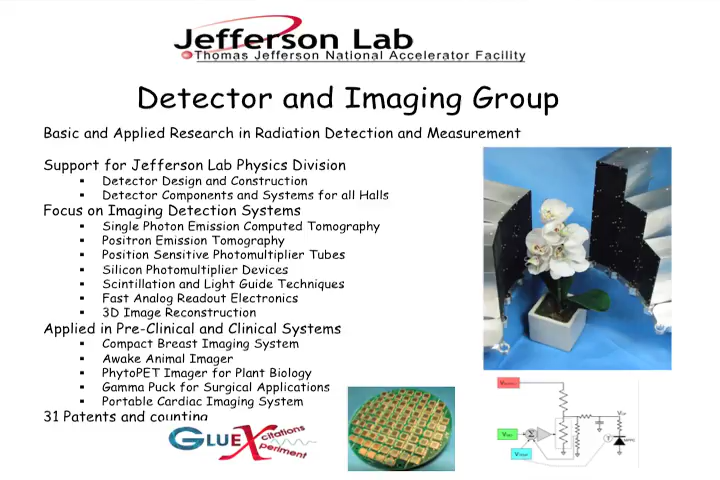 Jefferson Lab
Thomas Jefferson National Accelerator Facility
Detector and Imaging Group
Basic and Applied Research in Radiation Detection and Measurement
Support for Jefferson Lab Physics Division
▪ Detector Design and Construction
▪ Detector Components and Systems for all Halls
Focus on Imaging Detection Systems
▪ Single Photon Emission Computed Tomography
▪ Positron Emission Tomography
▪ Position Sensitive Photomultiplier Tubes
▪ Silicon Photomultiplier Devices
▪ Scintillation and Light Guide Techniques
▪ Fast Analog Readout Electronics
▪ 3D Image Reconstruction
Applied in Pre-Clinical and Clinical Systems
▪ Compact Breast Imaging System
▪ Awake Animal Imager
▪ PhytoPET Imager for Plant Biology
▪ Gamma Puck for Surgical Applications
▪ Portable Cardiac Imaging System
31 Patents and counting
GLUEX
citations
periment
Σ
T